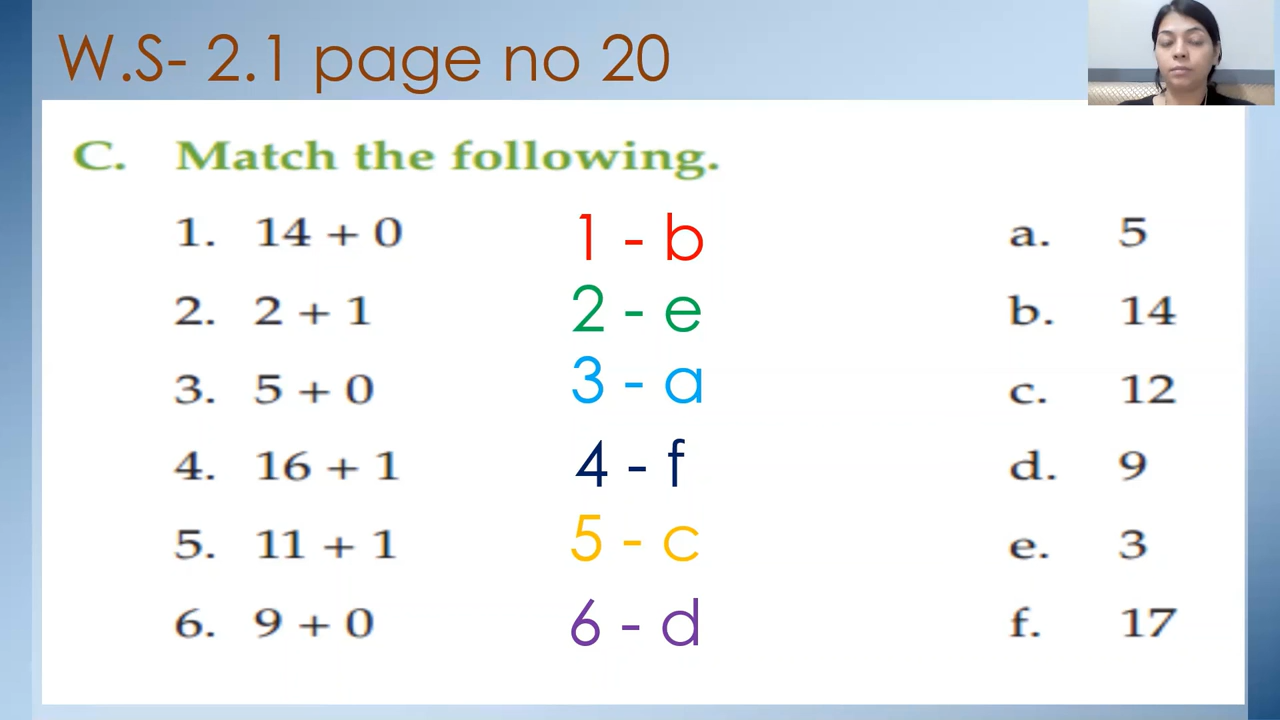 W.S- 2.1 page no 20
C. Match the following.
1. 14 + 0 1 - b a. 5
2. 2 + 1 2 - e b. 14
3. 5 + 0 3 - a c. 12
4. 16 + 1 4 - f d. 9
5. 11 + 1 5 - c e. 3
6. 9 + 0 6 - d f. 17